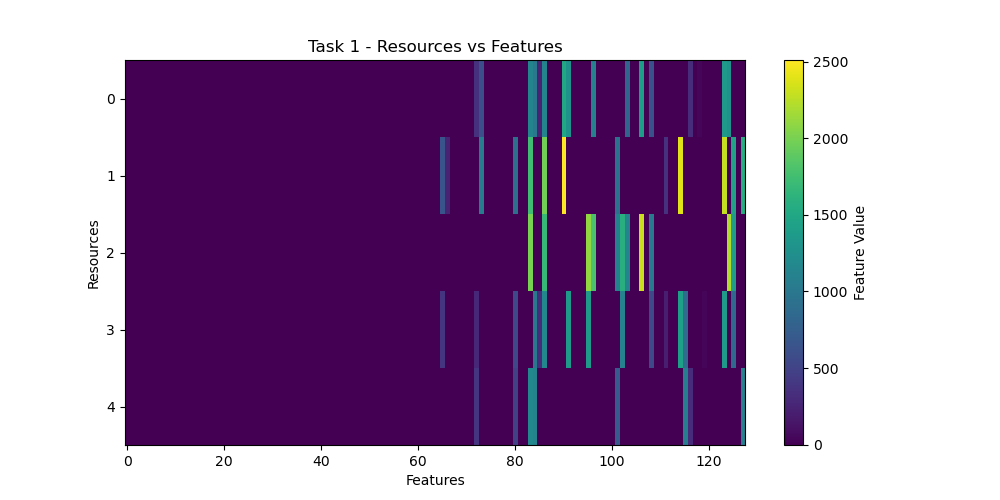 Task 1 - Resources vs Features
0
1
2
3
4
Resources
0 20 40 60 80 100 120
Features
2500
2000
1500
1000
500
0
Feature Value